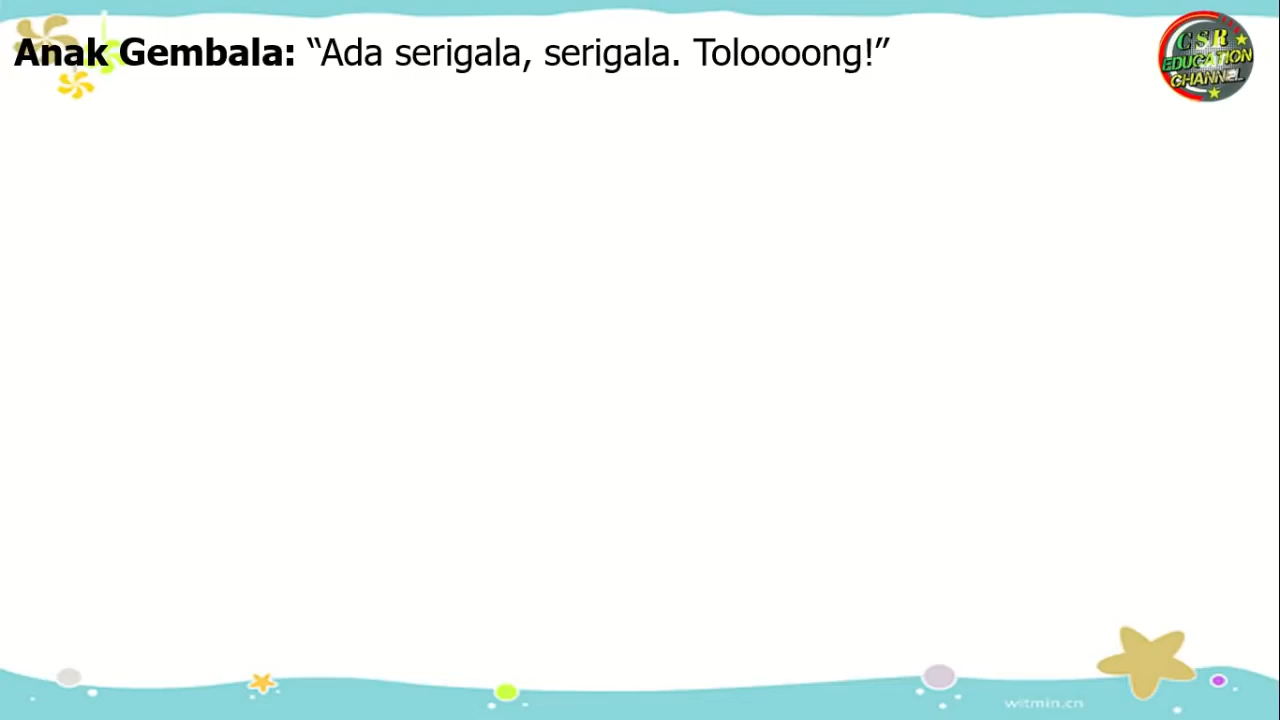 Anak Gembala: “Ada serigala, serigala. Toloooong!”
GSR
EDUCATION
CHANNEL
witmin.cn